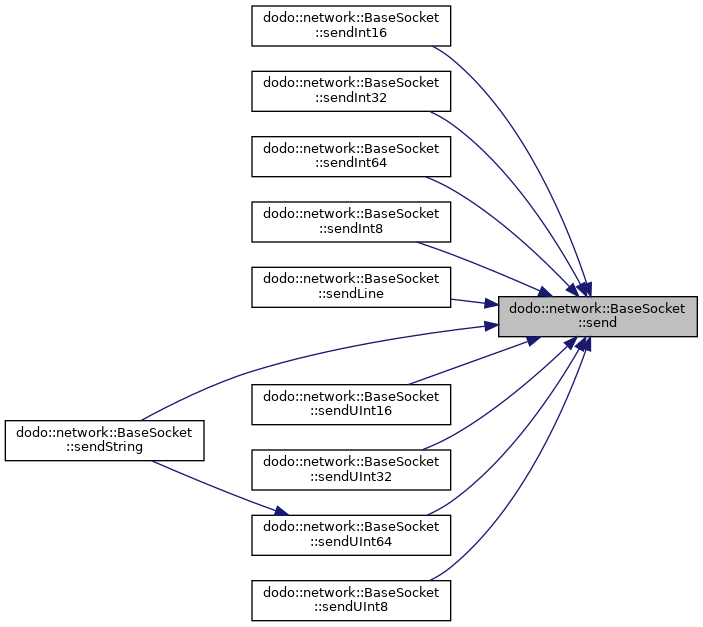 dodo::network::BaseSocket
::sendInt16
dodo::network::BaseSocket
::sendInt32
dodo::network::BaseSocket
::sendInt64
dodo::network::BaseSocket
::sendInt8
dodo::network::BaseSocket
::sendLine
dodo::network::BaseSocket
::send
dodo::network::BaseSocket
::sendUInt16
dodo::network::BaseSocket
::sendString
dodo::network::BaseSocket
::sendUInt32
dodo::network::BaseSocket
::sendUInt64
dodo::network::BaseSocket
::sendUInt8